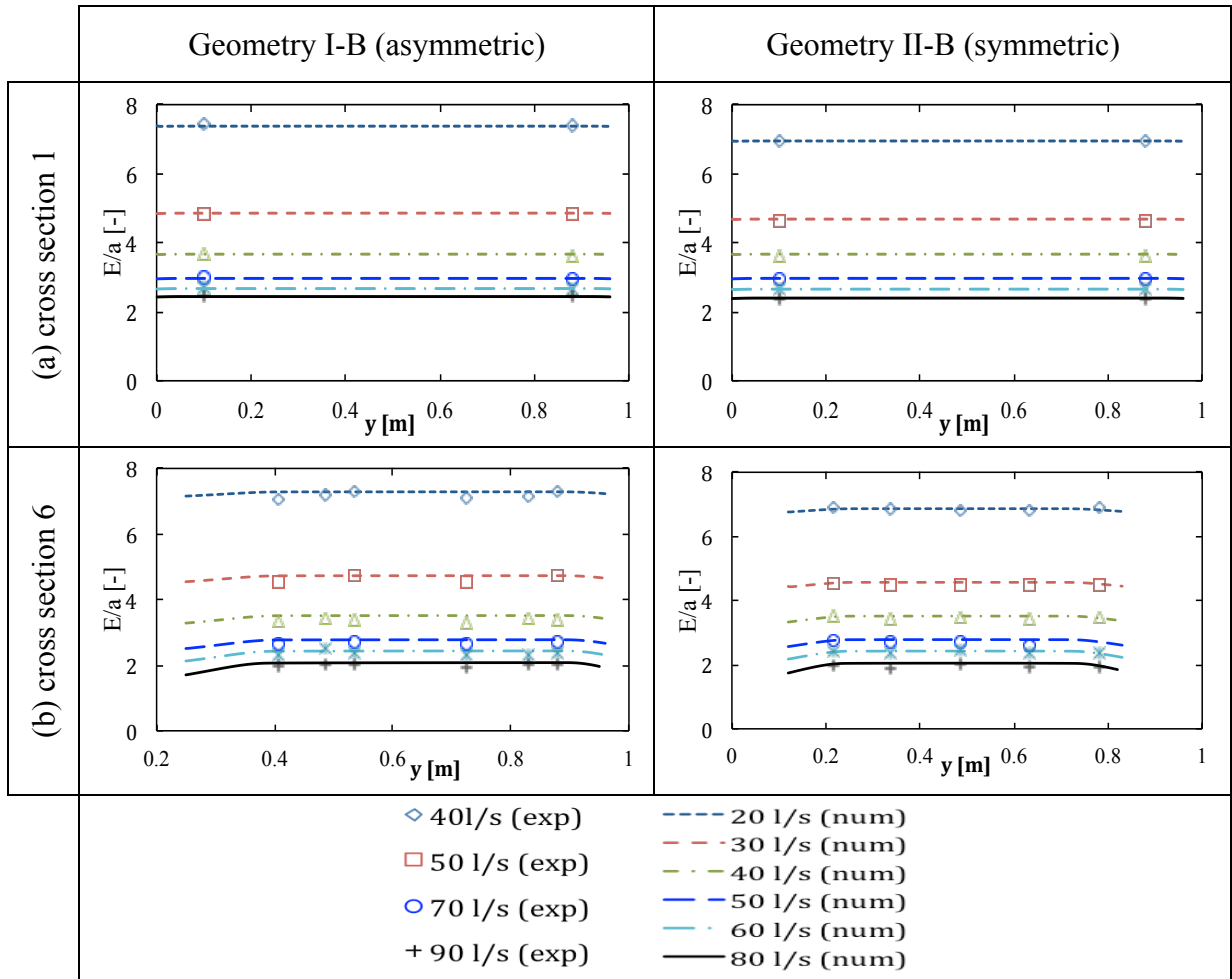 Geometry I-B (asymmetric)
Geometry II-B (symmetric)
(a) cross section 1
E/a [-]
8
6
4
2
0
0 0.2 0.4 0.6 0.8 1
y [m]
E/a [-]
8
6
4
2
0
0 0.2 0.4 0.6 0.8 1
y [m]
(b) cross section 6
E/a [-]
8
6
4
2
0
0.2 0.4 0.6 0.8 1
y [m]
E/a [-]
8
6
4
2
0
0 0.2 0.4 0.6 0.8 1
y [m]
40l/s (exp)
50 l/s (exp)
70 l/s (exp)
90 l/s (exp)
20 l/s (num)
30 l/s (num)
40 l/s (num)
50 l/s (num)
60 l/s (num)
80 l/s (num)